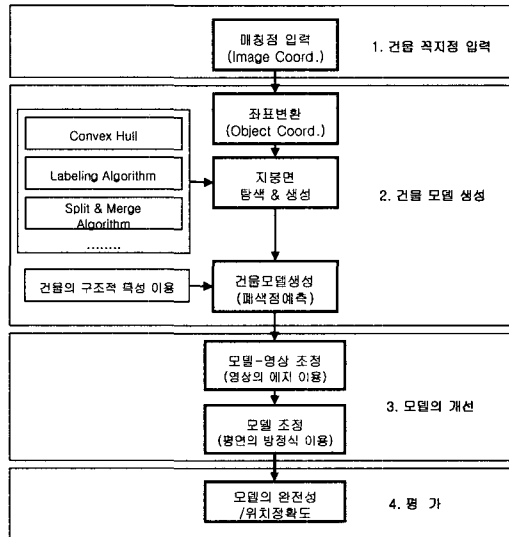 매칭점 입력
(Image Coord.)
1. 건물 꼭지점 입력
좌표변환
(Object Coord.)
Convex Hull
Labeling Algorithm
Split & Merge
Algorithm
........
지붕면
탐색 & 생성
2. 건물 모델 생성
건물의 구조적 특성 이용
건물모델생성
(폐색점예측)
모델-영상 조정
(영상의 에지 이용)
3. 모델의 개선
모델 조정
(평면의 방정식 이용)
모델의 완전성
/위치정확도
4. 평 가